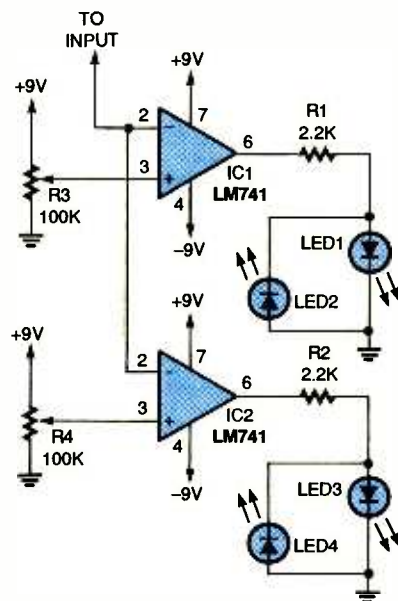 TO
INPUT
+9V
+9V
2
7
−
6
R1
2.2K
3
+
IC1
LM741
R3
100K
4
−9V
LED1
LED2
+9V
+9V
2
7
−
6
R2
2.2K
3
+
IC2
LM741
R4
100K
4
−9V
LED3
LED4